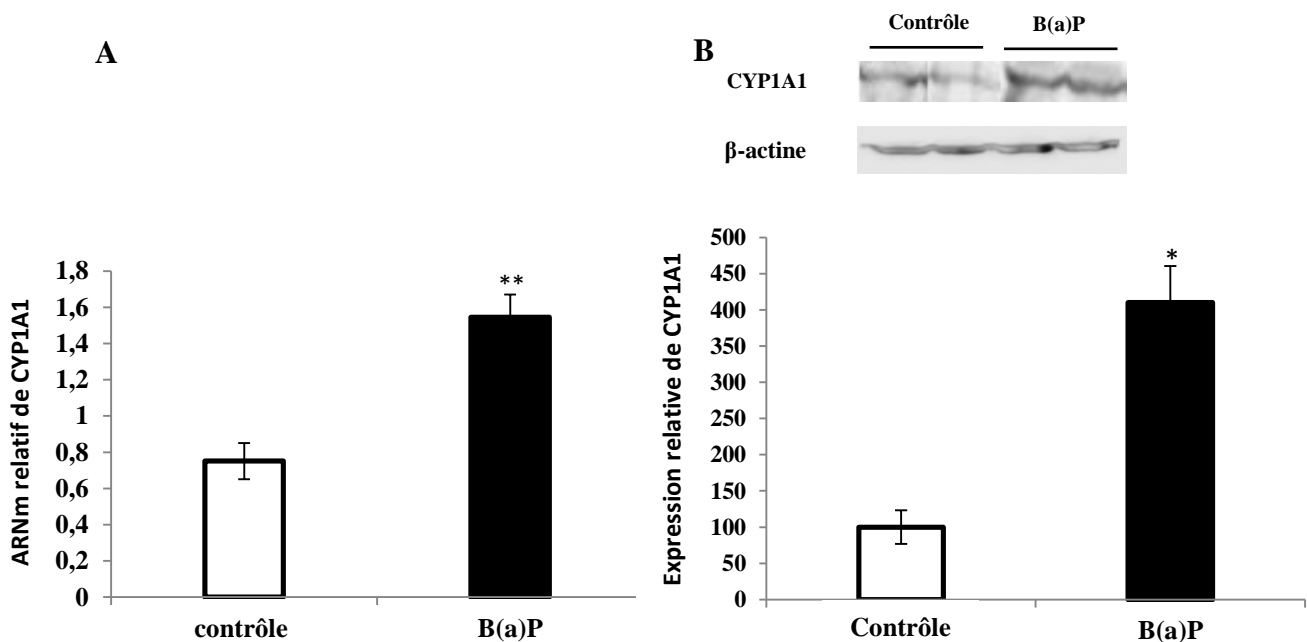 A
ARNm relatif de CYP1A1
1,8
1,6
1,4
1,2
1
0,8
0,6
0,4
0,2
0
**
contrôle
B(a)P
B
Contrôle
B(a)P
CYP1A1
β-actine
Expression relative de CYP1A1
500
450
400
350
300
250
200
150
100
50
0
*
Contrôle
B(a)P